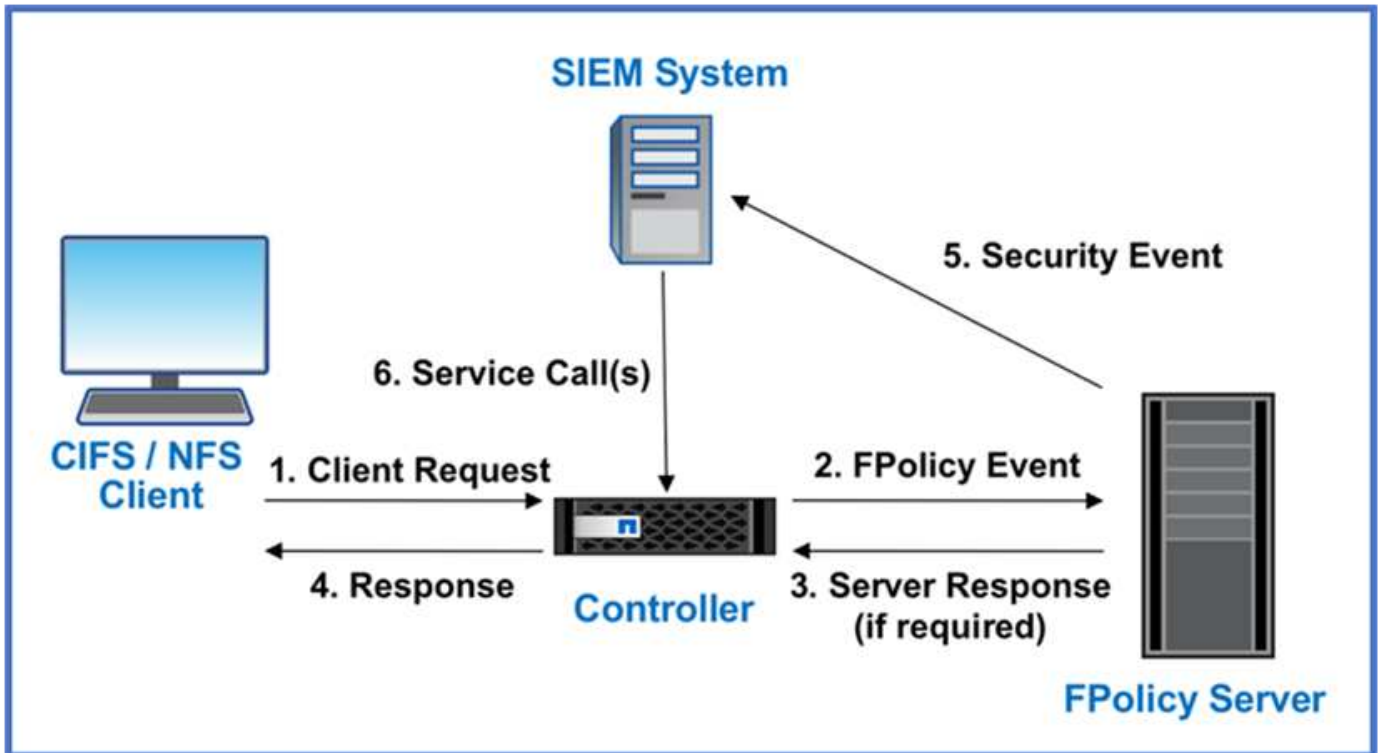 SIEM System
5. Security Event
6. Service Call(s)
CIFS / NFS
Client
1. Client Request
2. FPolicy Event
4. Response
3. Server Response
(if required)
Controller
FPolicy Server